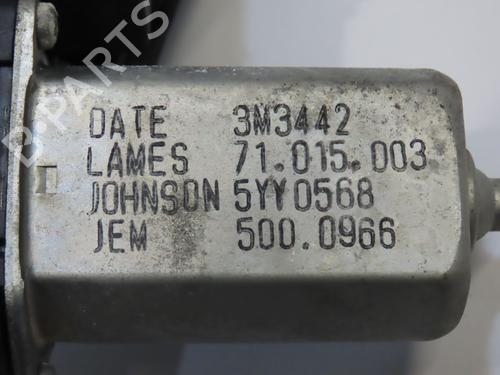 B-PARTS
DATE 3M3442
LAMES 71.015.003
JOHNSON 5YY0568
JEM 500.0966